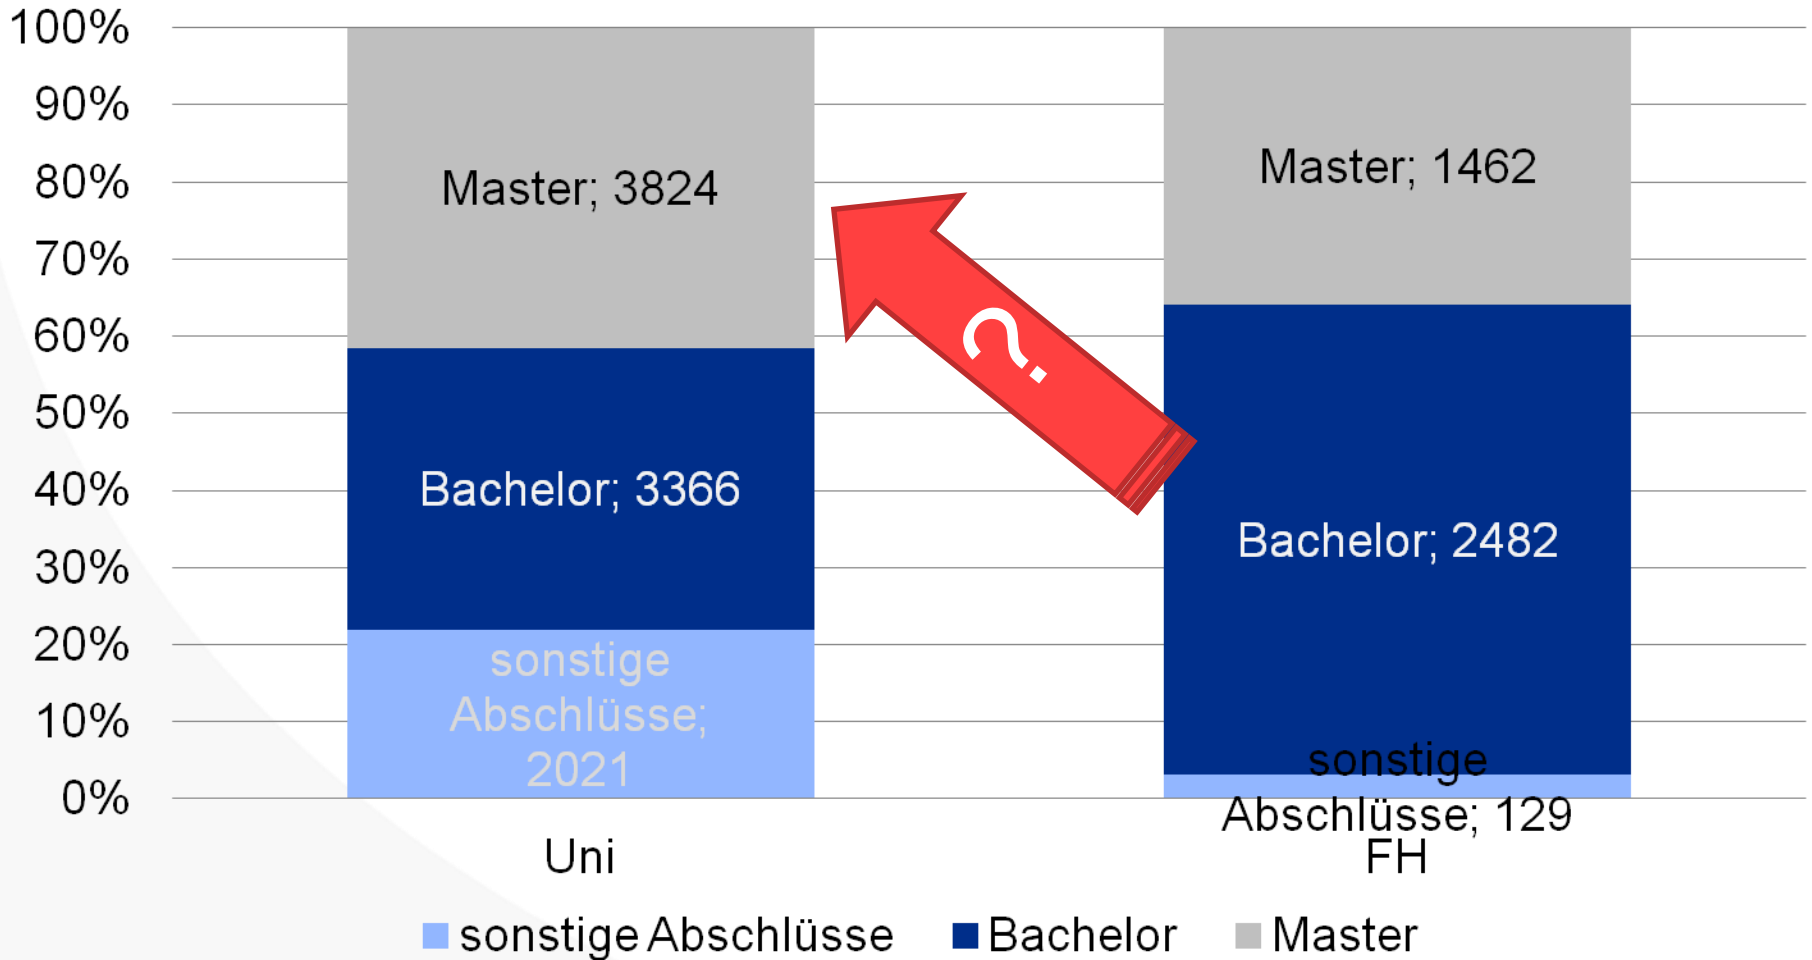 100%
90%
80%
70%
60%
50%
40%
30%
20%
10%
0%
Master; 3824
Bachelor; 3366
sonstige
Abschlüsse;
2021
?
Master; 1462
Bachelor; 2482
sonstige
Abschlüsse; 129
Uni
FH
sonstige Abschlüsse
Bachelor
Master